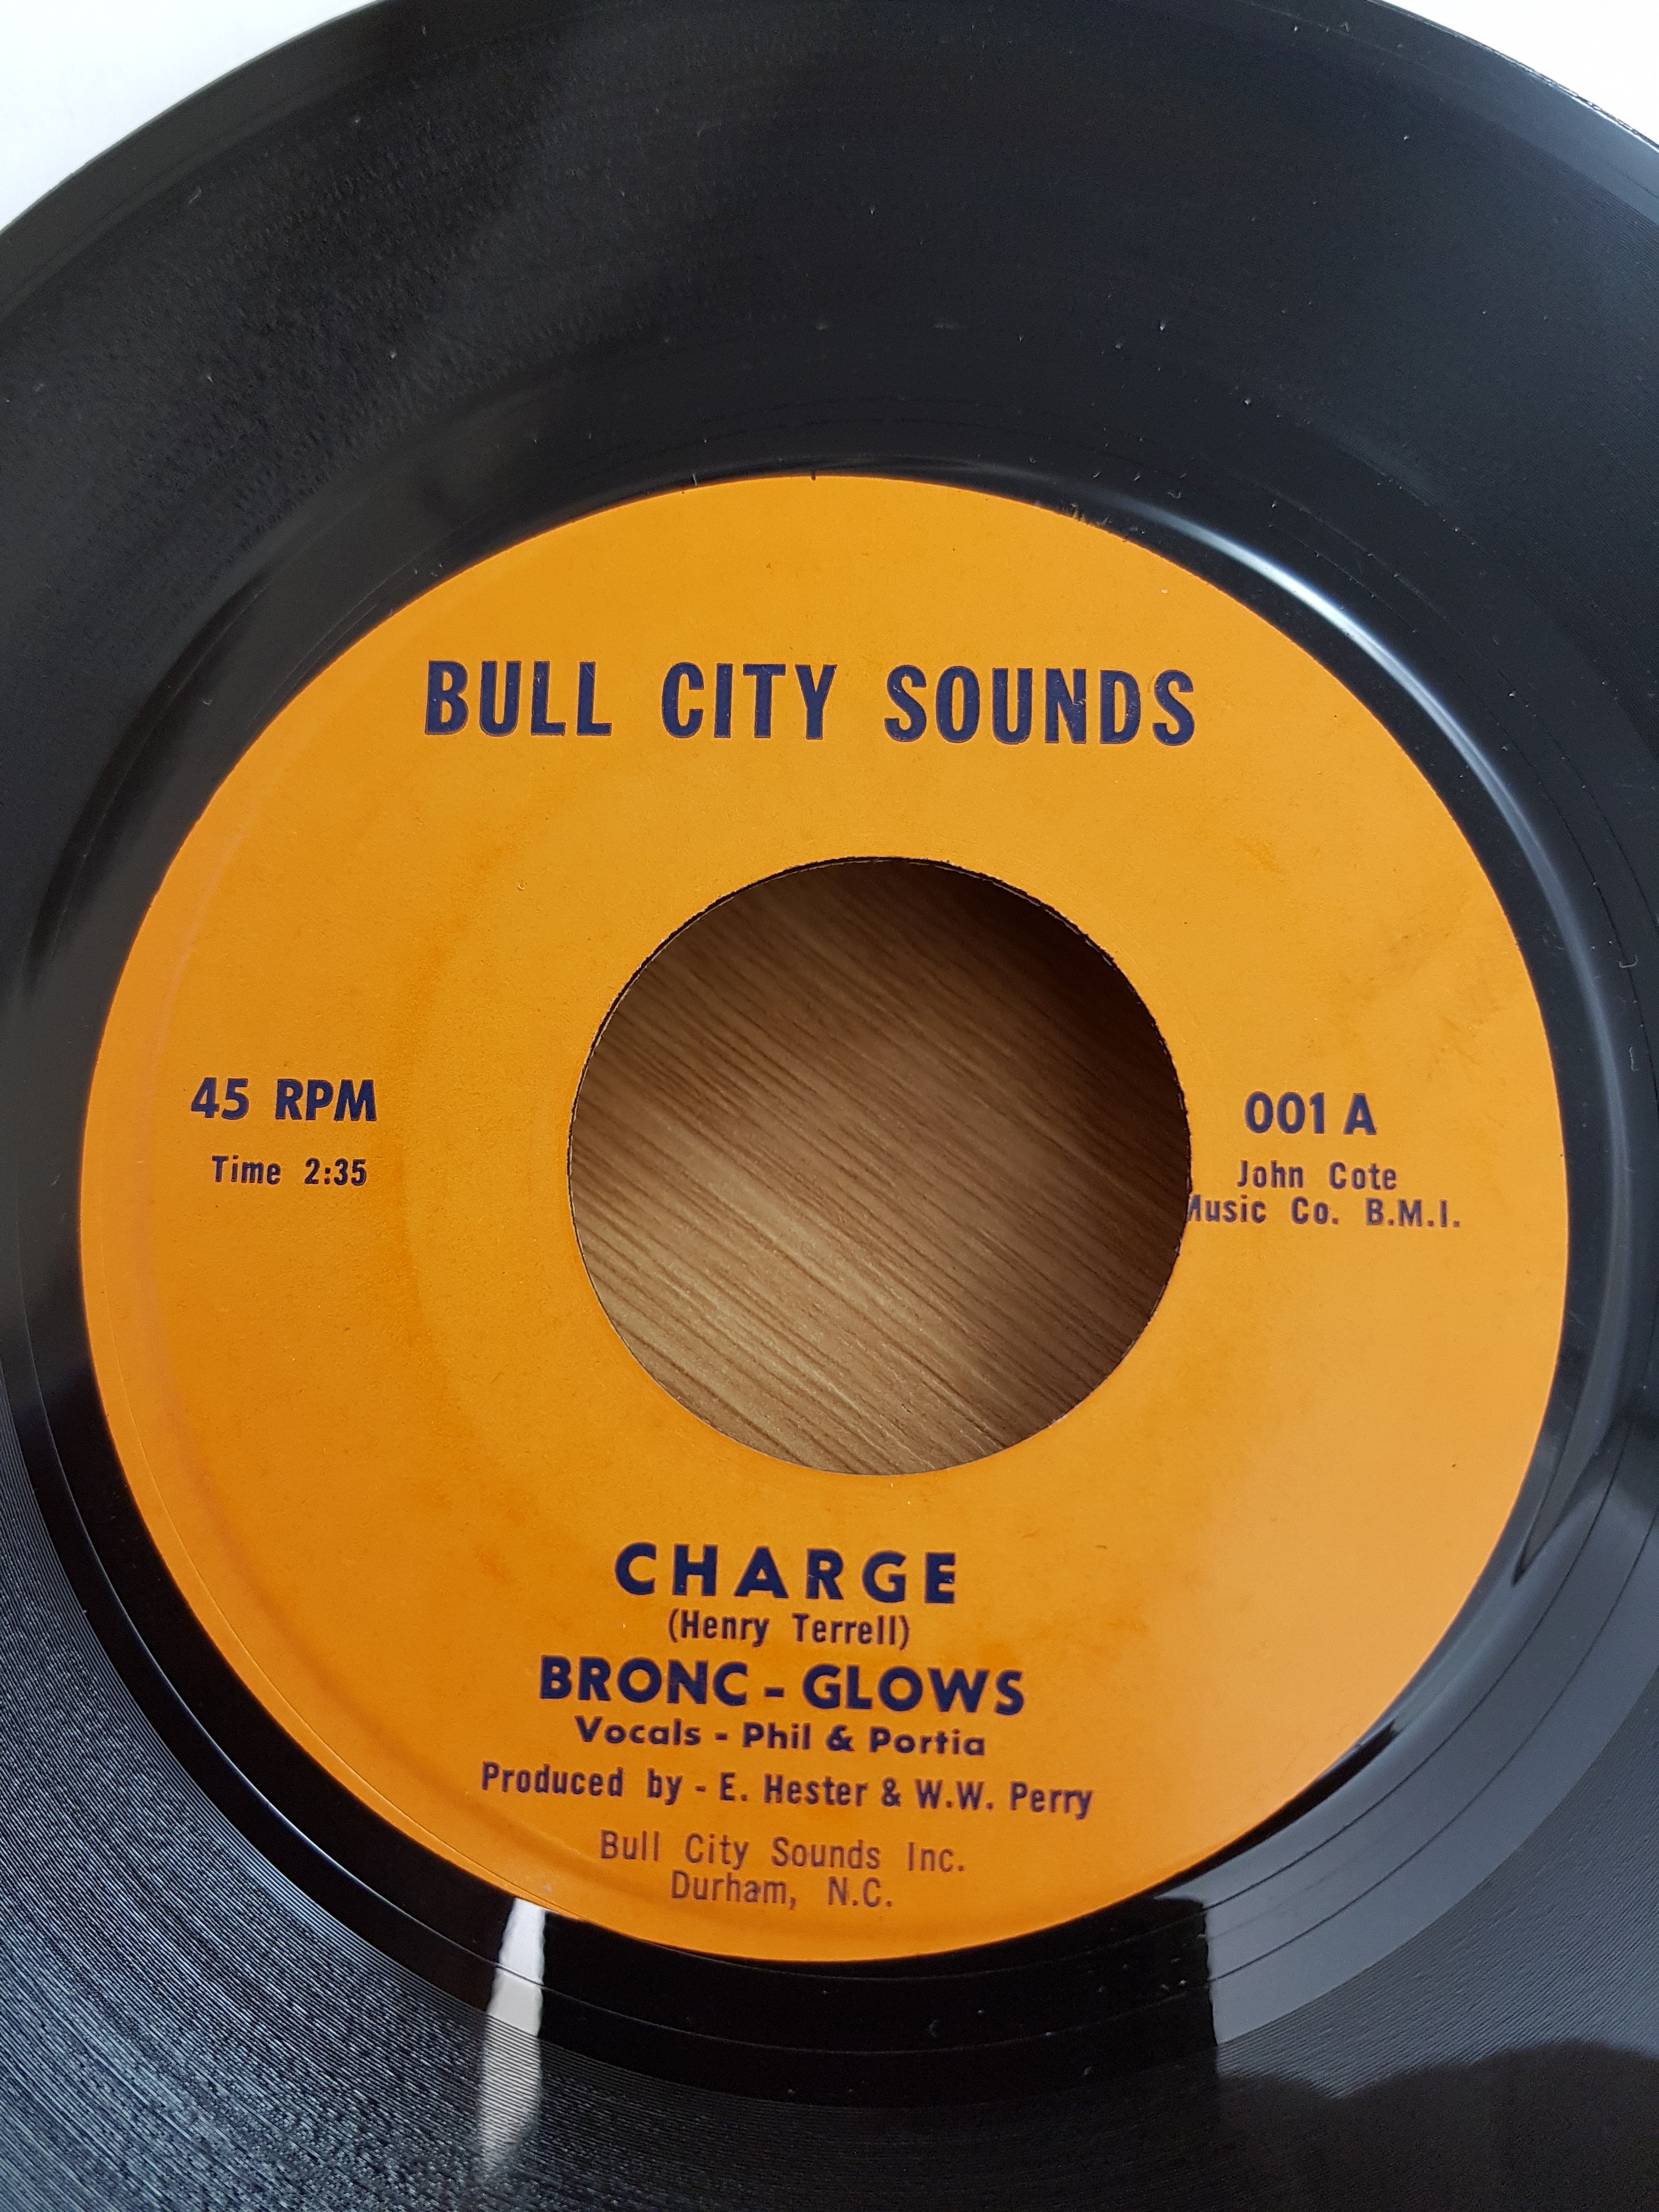 BULL CITY SOUNDS
45 RPM
Time 2:35
001 A
John Cote
Music Co. B.M.I.
CHARGE
(Henry Terrell)
BRONC - GLOWS
Vocals - Phil & Portia
Produced by - E. Hester & W.W. Perry
Bull City Sounds Inc.
Durham, N.C.